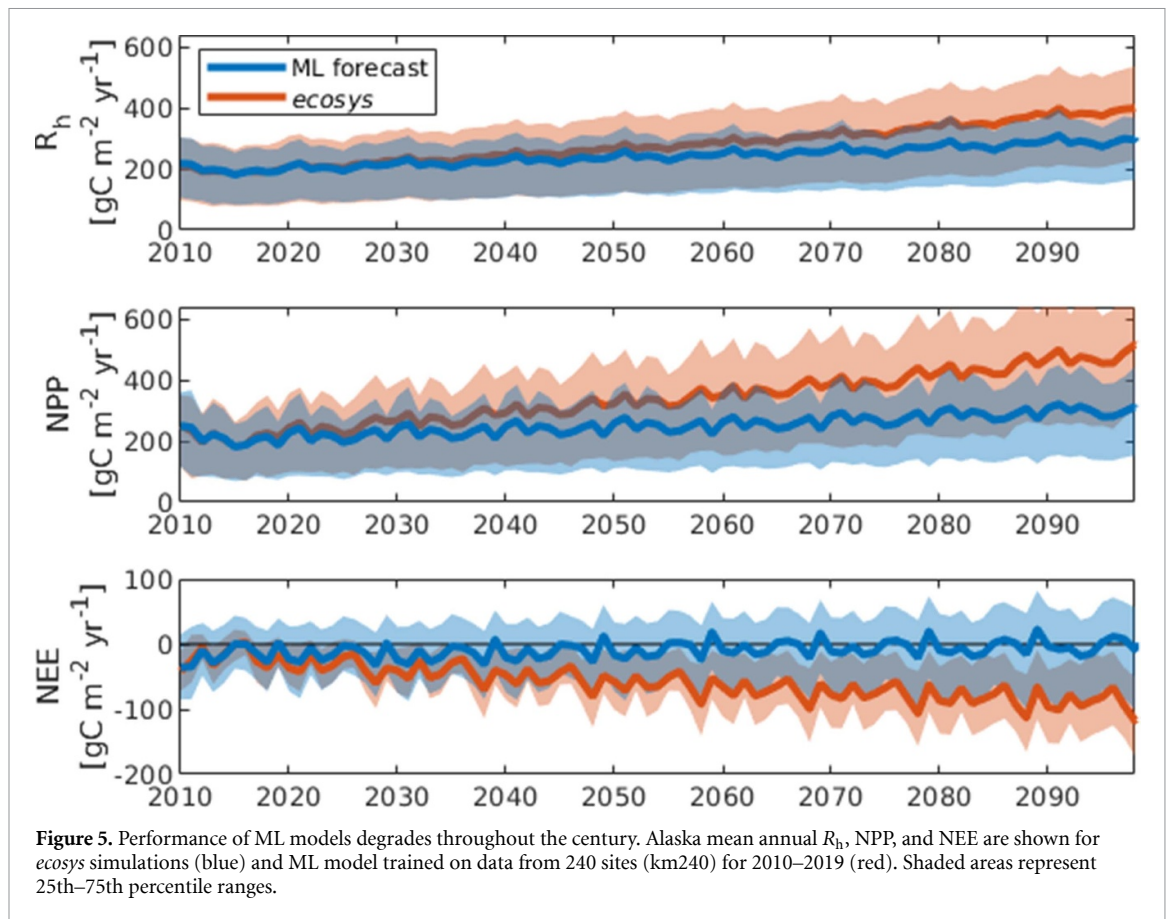 600
400
200
0
R_h
[gC m⁻² yr⁻¹]
ML forecast
ecosys
2010 2020 2030 2040 2050 2060 2070 2080 2090
600
400
200
0
NPP
[gC m⁻² yr⁻¹]
2010 2020 2030 2040 2050 2060 2070 2080 2090
100
0
-100
-200
NEE
[gC m⁻² yr⁻¹]
2010 2020 2030 2040 2050 2060 2070 2080 2090
Figure 5. Performance of ML models degrades throughout the century. Alaska mean annual R_h, NPP, and NEE are shown for
ecosys simulations (blue) and ML model trained on data from 240 sites (km240) for 2010–2019 (red). Shaded areas represent
25th–75th percentile ranges.